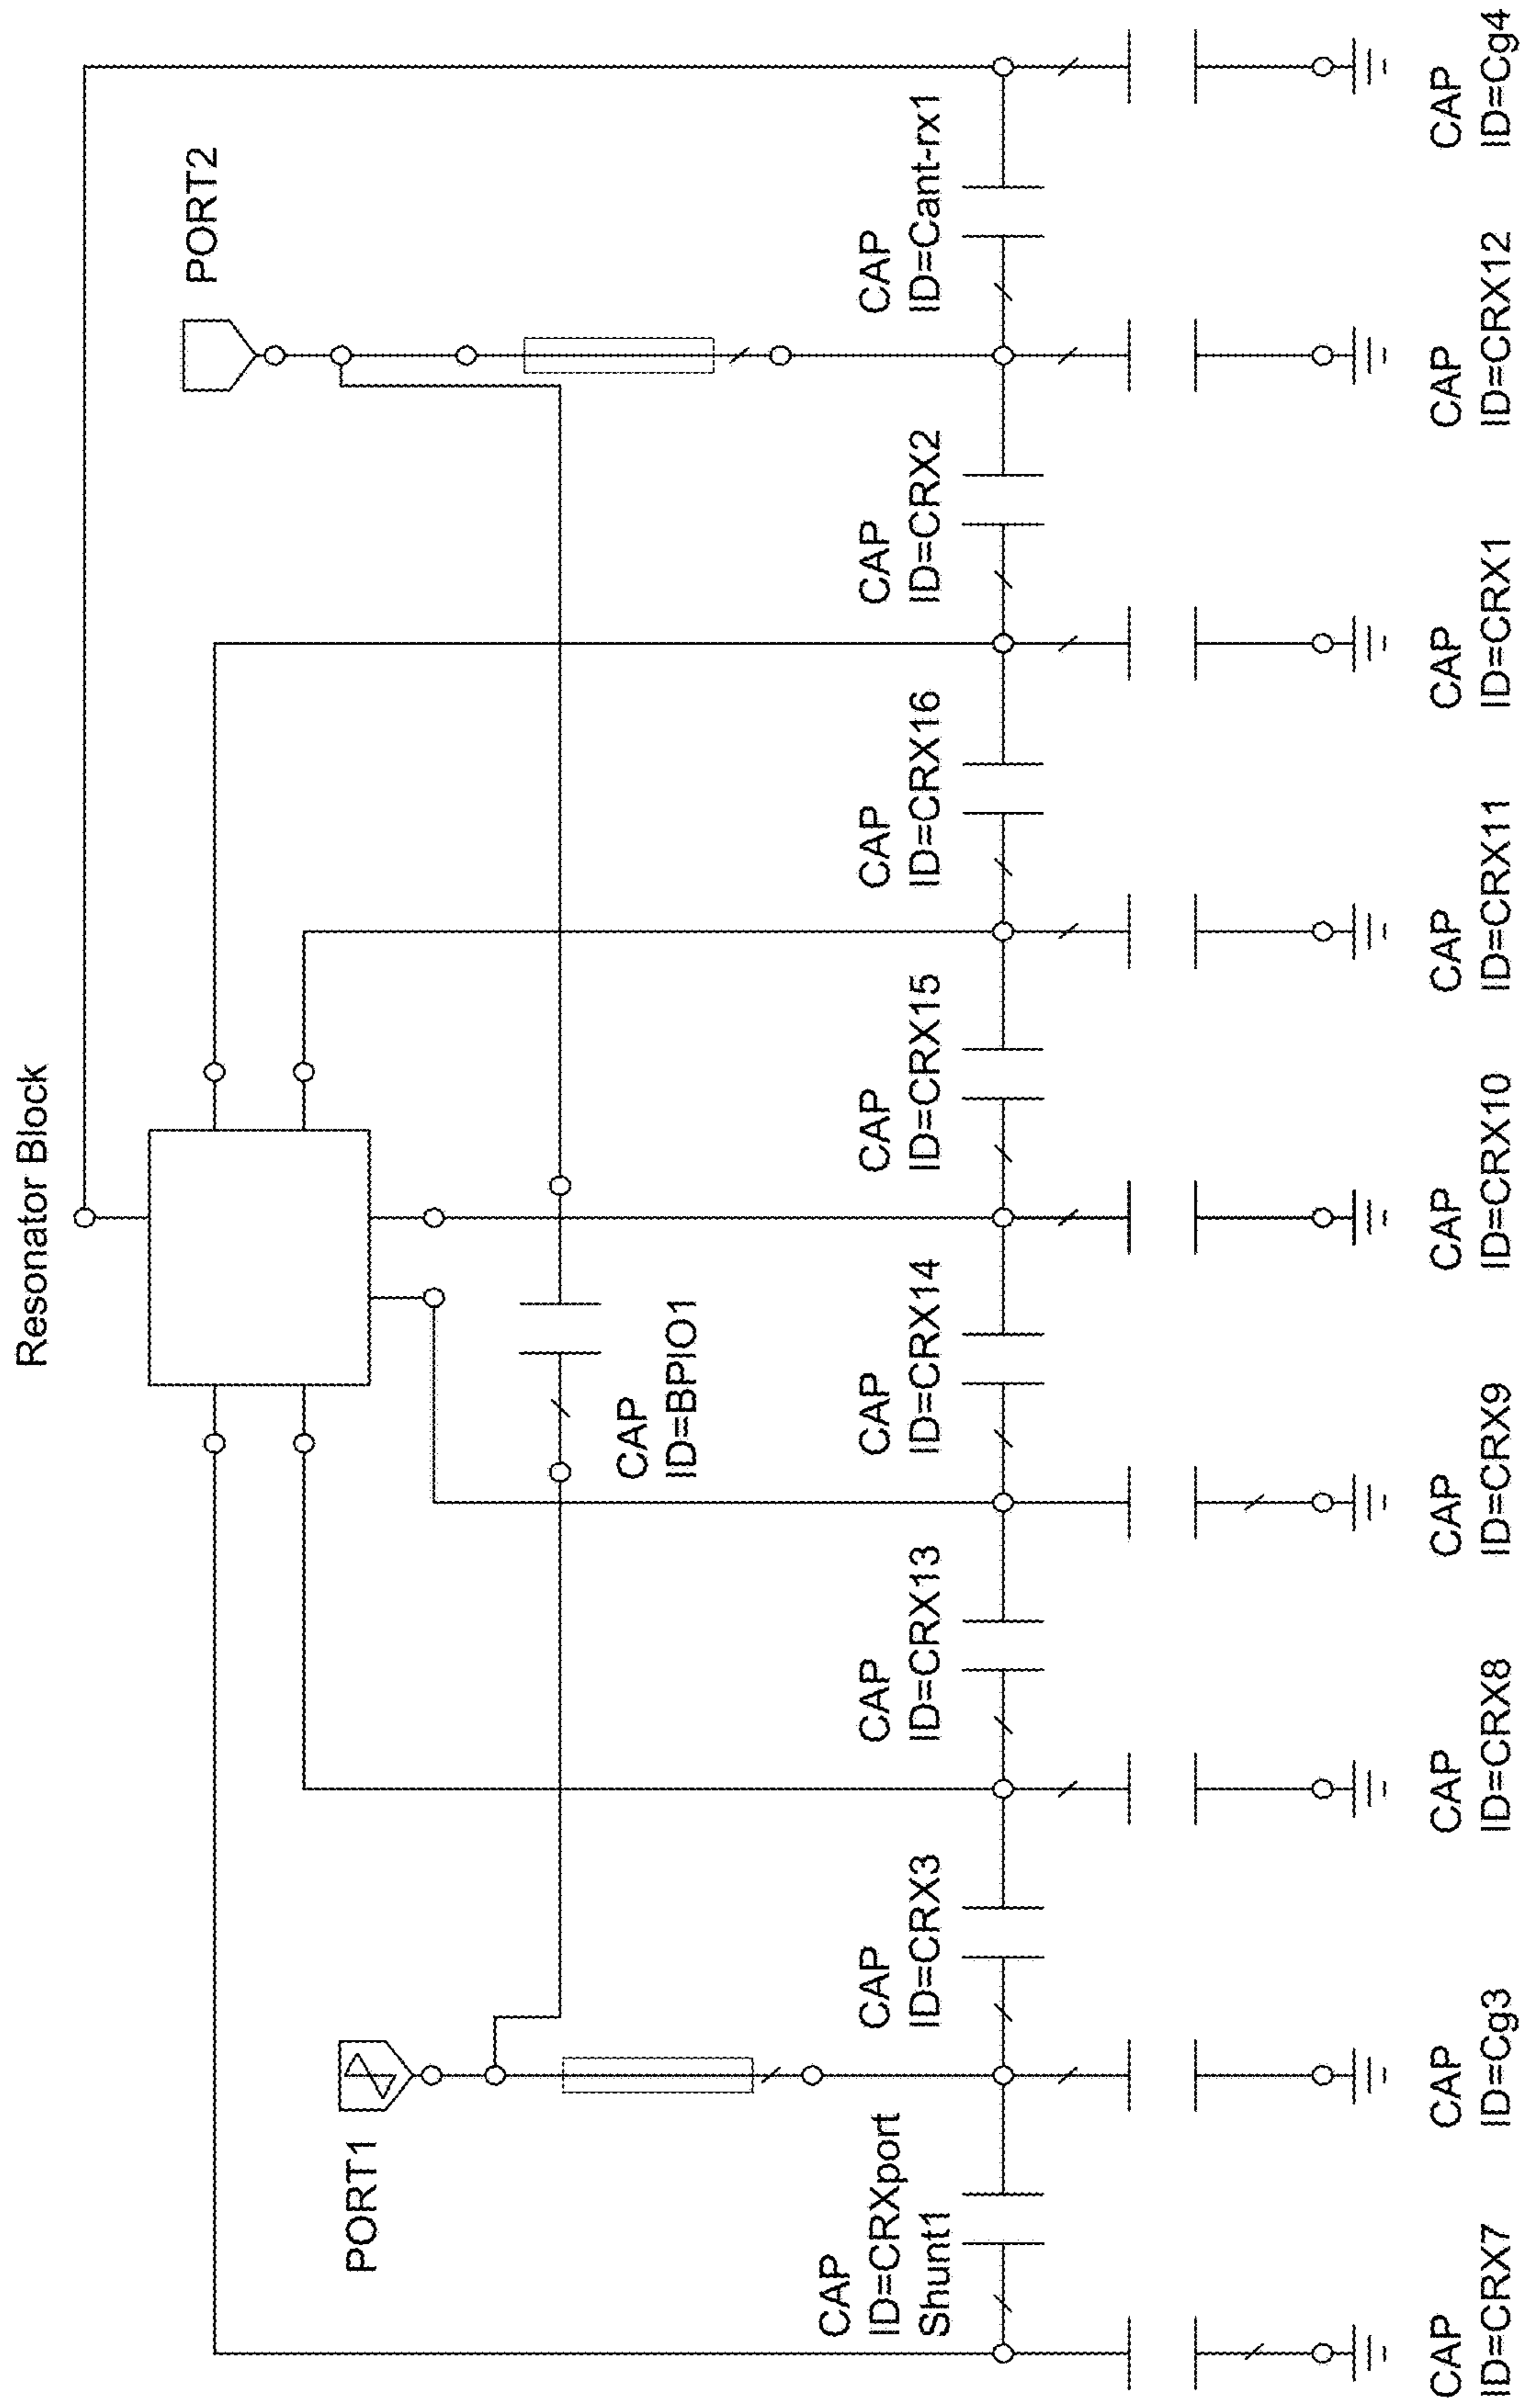 Resonator Block
PORT1
PORT2
CAP
ID=BPIO1
CAP
ID=CRXport
Shunt1
CAP
ID=CRX3
CAP
ID=CRX13
CAP
ID=CRX14
CAP
ID=CRX15
CAP
ID=CRX16
CAP
ID=CRX2
CAP
ID=Cant-rx1
CAP
ID=CRX7
CAP
ID=Cg3
CAP
ID=CRX8
CAP
ID=CRX9
CAP
ID=CRX10
CAP
ID=CRX11
CAP
ID=CRX1
CAP
ID=CRX12
CAP
ID=Cg4